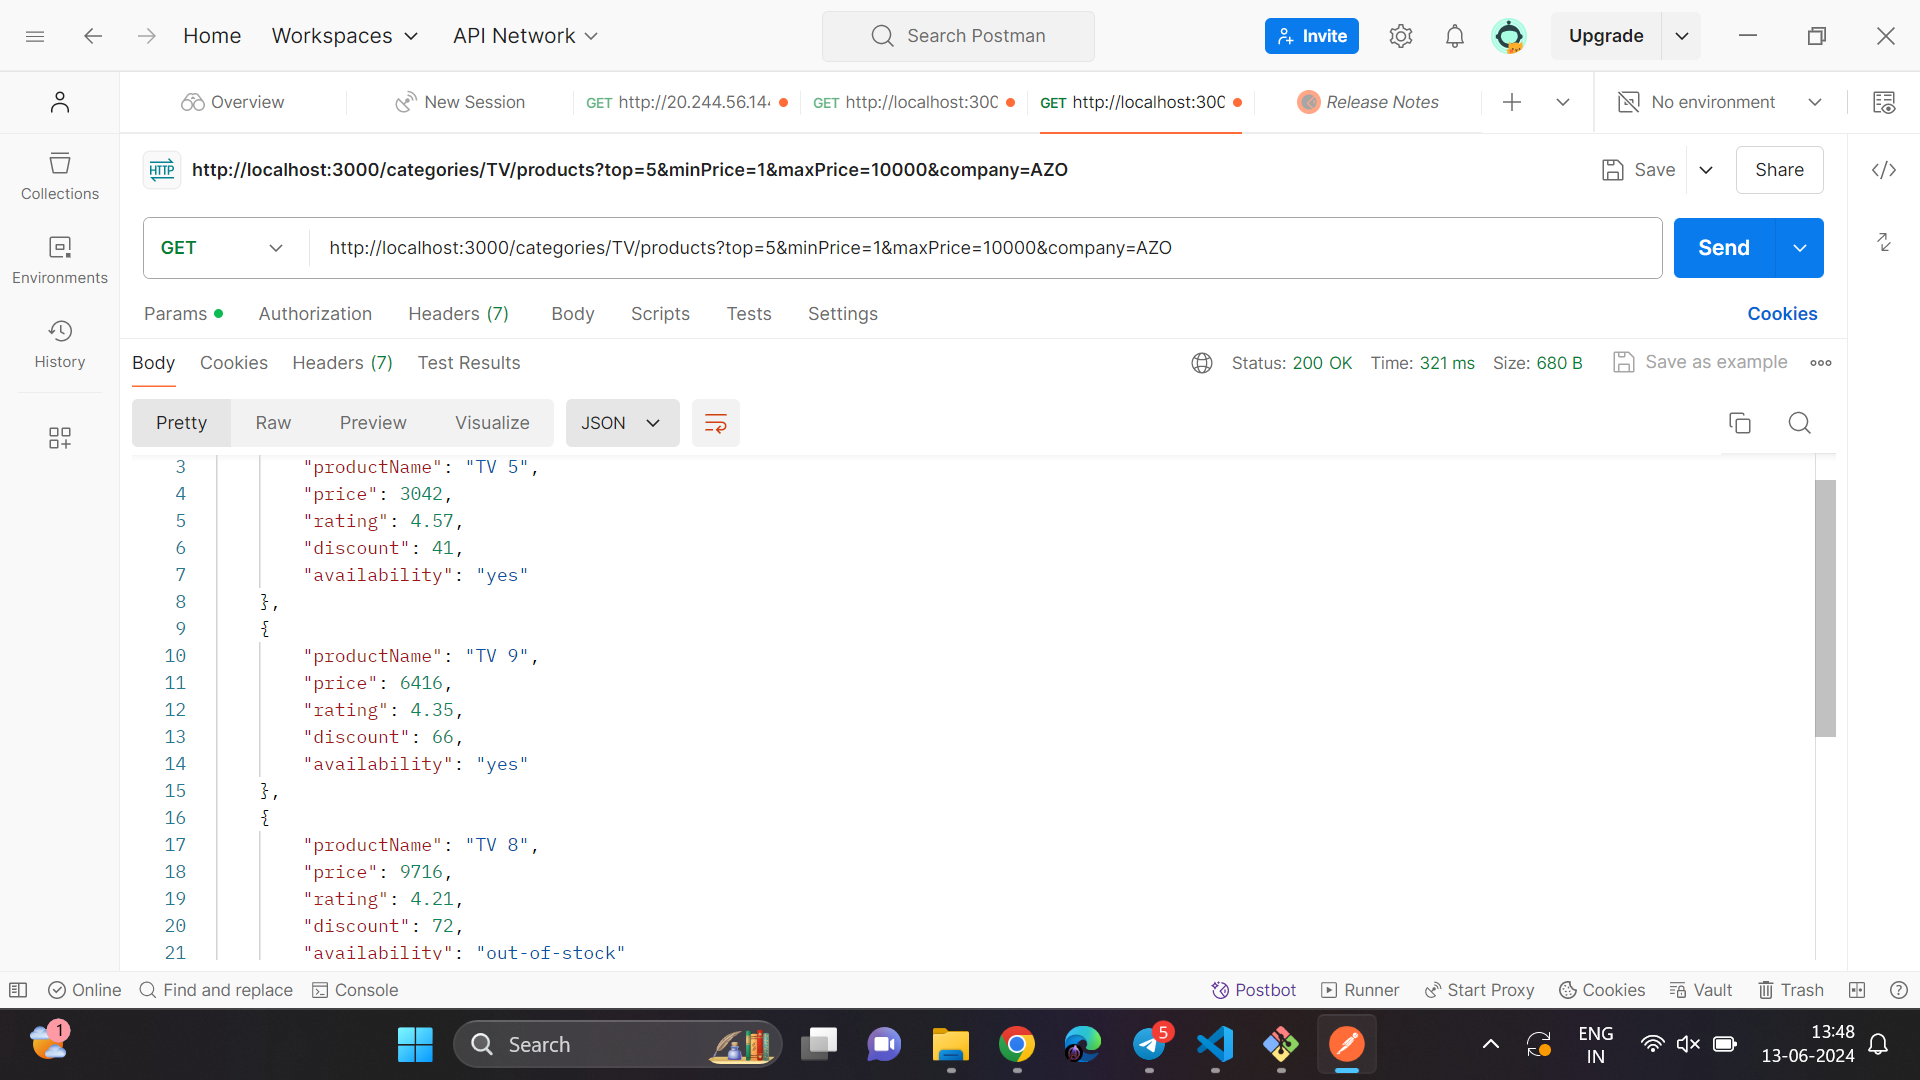 Home Workspaces API Network Search Postman Invite Upgrade
Overview New Session GET http://20.244.56.144 GET http://localhost:300 GET http://localhost:300 Release Notes No environment
HTTP http://localhost:3000/categories/TV/products?top=5&minPrice=1&maxPrice=10000&company=AZO Save Share
Collections
GET http://localhost:3000/categories/TV/products?top=5&minPrice=1&maxPrice=10000&company=AZO Send
Environments
Params Authorization Headers (7) Body Scripts Tests Settings Cookies
History
Body Cookies Headers (7) Test Results Status: 200 OK Time: 321 ms Size: 680 B Save as example
Pretty Raw Preview Visualize JSON
3 "productName": "TV 5",
4 "price": 3042,
5 "rating": 4.57,
6 "discount": 41,
7 "availability": "yes"
8 },
9 {
10 "productName": "TV 9",
11 "price": 6416,
12 "rating": 4.35,
13 "discount": 66,
14 "availability": "yes"
15 },
16 {
17 "productName": "TV 8",
18 "price": 9716,
19 "rating": 4.21,
20 "discount": 72,
21 "availability": "out-of-stock"
Online Find and replace Console Postbot Runner Start Proxy Cookies Vault Trash
1 Search 5 ENG 13:48
IN 13-06-2024